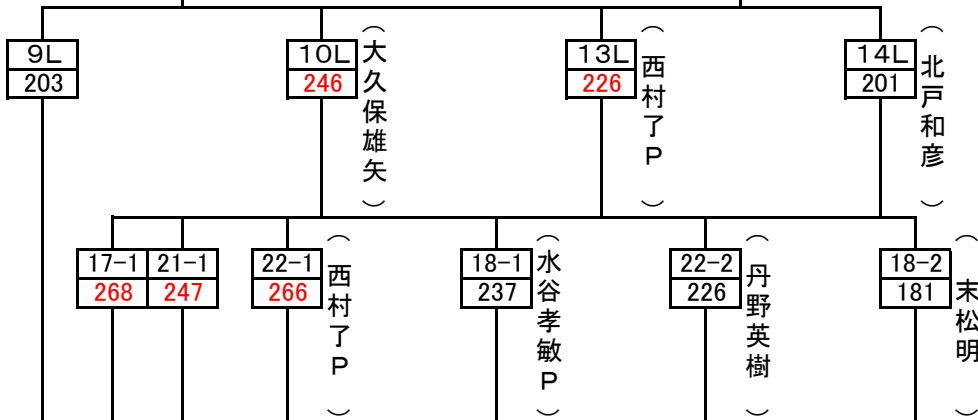 9L
203
10L
246
（大久保雄矢）
13L
226
（西村了Ｐ）
14L
201
（北戸和彦）
17-1
268
21-1
247
22-1
266
（西村了Ｐ）
18-1
237
（水谷孝敏Ｐ）
22-2
226
（丹野英樹）
18-2
181
（末松明）